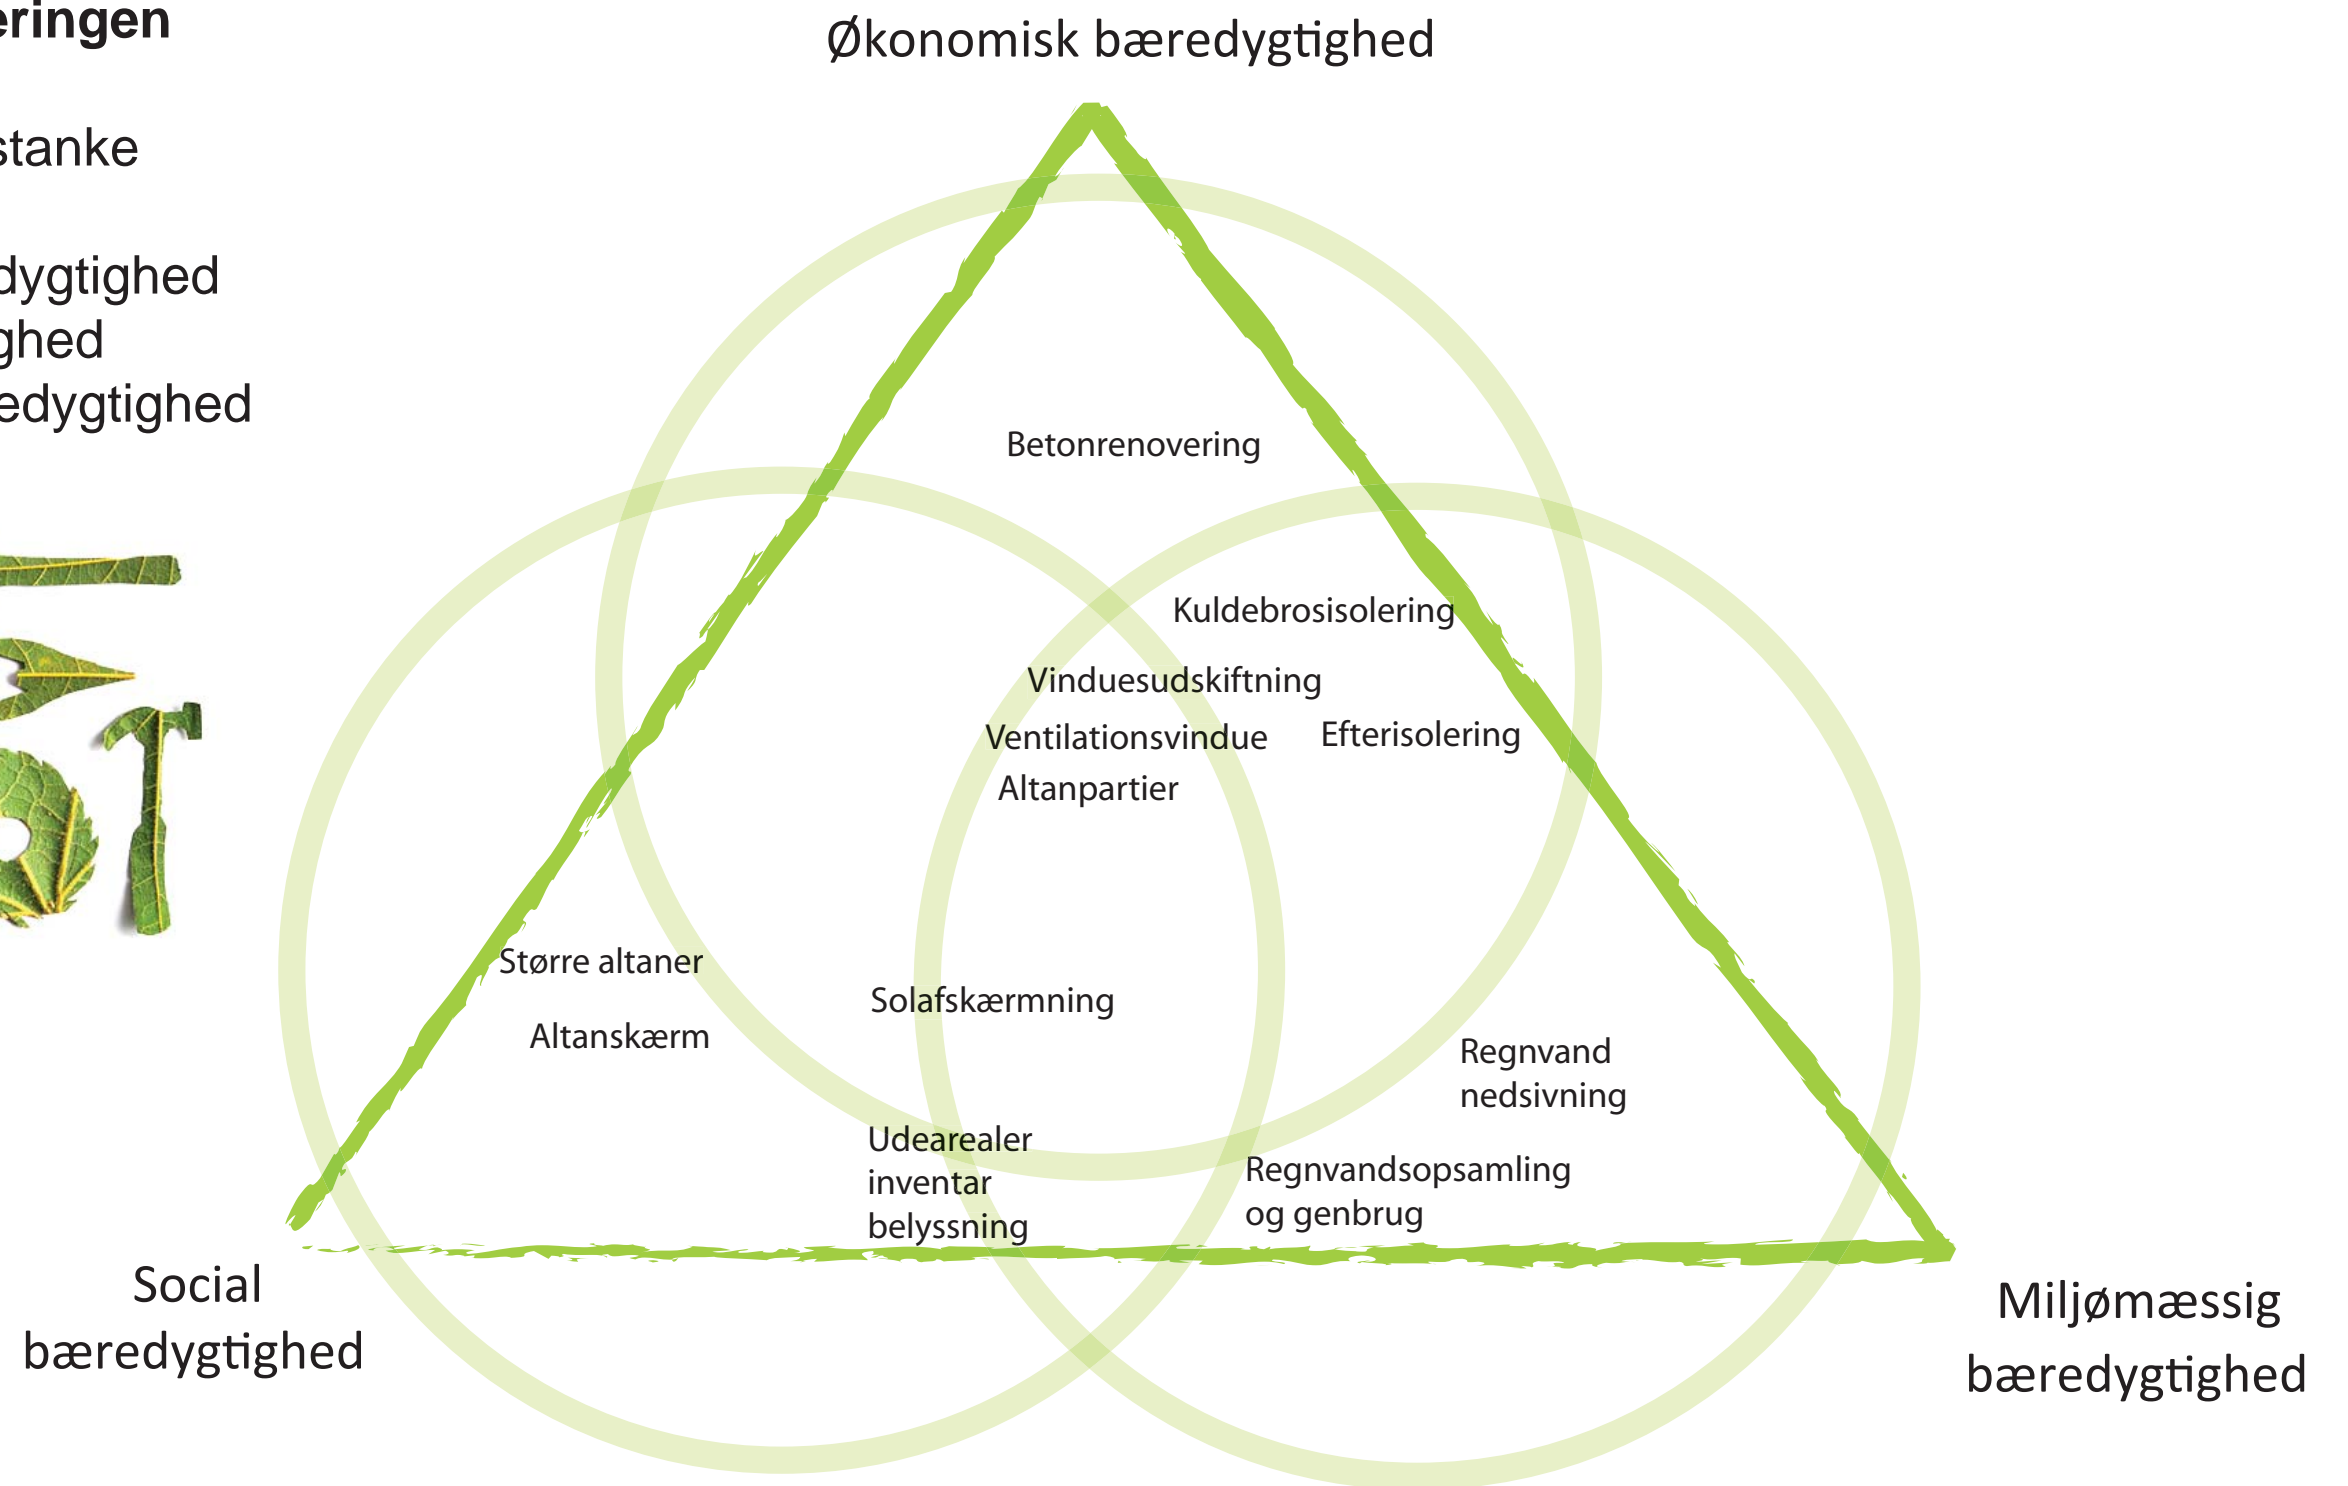 eringen
stanke
dygtighed
ghed
edygtighed
Økonomisk bæredygtighed
Betonrenovering
Kuldebrosisolering
Vinduesudskiftning
Ventilationsvindue
Efterisolering
Altanpartier
Større altaner
Solafskærmning
Altanskærm
Regnvand
nedsivning
Udearealer
inventar
belyssning
Regnvandsopsamling
og genbrug
Social
bæredygtighed
Miljømæssig
bæredygtighed